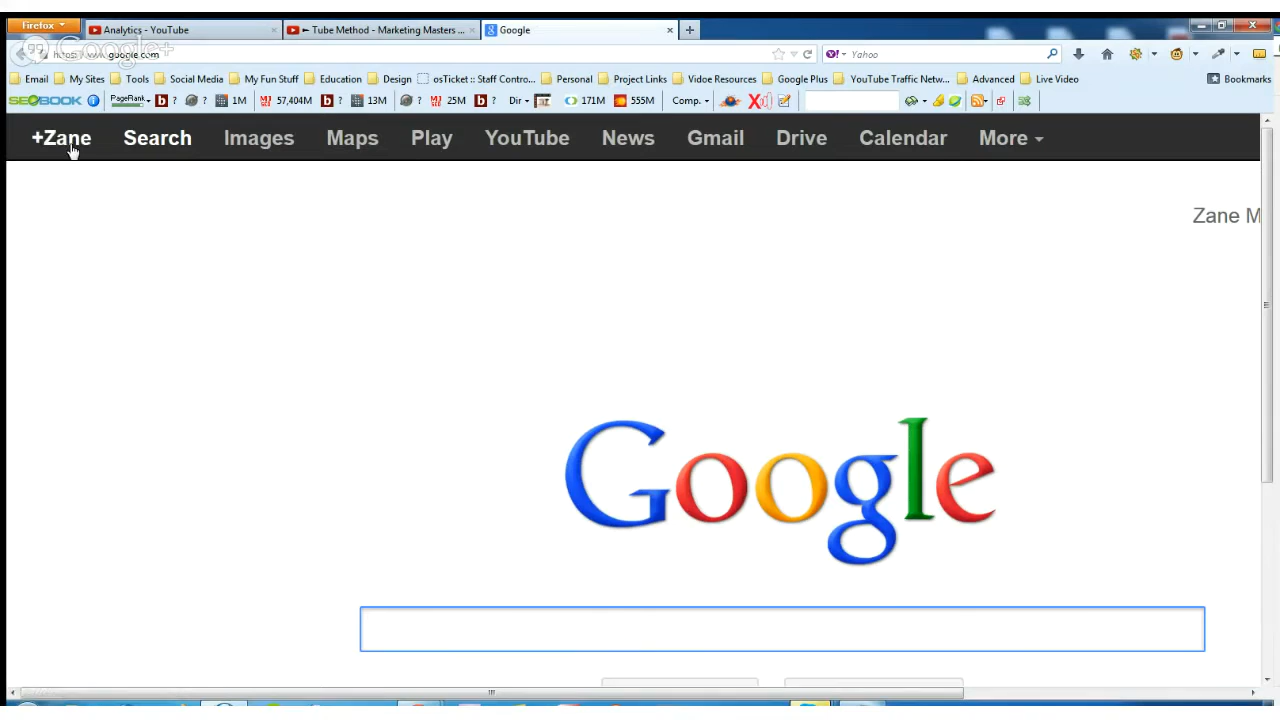 Firefox
Analytics - YouTube
Tube Method - Marketing Masters ...
Google
Google+
https://www.google.com
Yahoo
Email My Sites Tools Social Media My Fun Stuff Education Design osTicket :: Staff Contro... Personal Project Links Vidoe Resources Google Plus YouTube Traffic Netw... Advanced Live Video Bookmarks
SEOBOOK PageRank ? ? 1M 57,404M ? 13M ? 25M ? Dir 171M 555M Comp.
+Zane Search Images Maps Play YouTube News Gmail Drive Calendar More
Zane M
Google